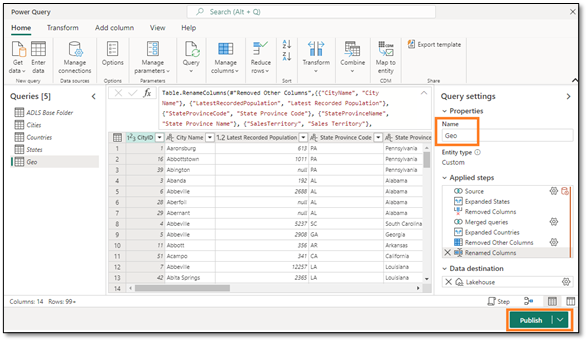 Power Query
Search (Alt + Q)
Home Transform Add column View Help
Get data Enter data
Manage connections
Options
Manage parameters
Refresh
Query
Manage columns
Reduce rows
Sort
Transform
Combine
Map to entity
Export template
New query Data sources Options Parameters Sort CDM Share
Queries [5]
ADLS Base Folder
Cities
Countries
States
Geo
Table.RenameColumns(#"Removed Other Columns",{{"CityName", "City
Name"}, {"LatestRecordedPopulation", "Latest Recorded Population"},
{"StateProvinceCode", "State Province Code"}, {"StateProvinceName",
"State Province Name"}, {"SalesTerritory", "Sales Territory"},
CityID City Name Latest Recorded Population State Province Code State Province
1 1 Aaronsburg 613 PA Pennsylvania
2 16 Abbottstown 1011 PA Pennsylvania
3 39 Abington null PA Pennsylvania
4 3 Abanda 192 AL Alabama
5 6 Abbeville 2688 AL Alabama
6 28 Aberfoil null AL Alabama
7 29 Aberrant null AL Alabama
8 4 Abbeville 5237 SC South Carolina
9 5 Abbeville 2908 GA Georgia
10 11 Abbott 356 AR Arkansas
11 51 Acampo 341 CA California
12 7 Abbeville 12257 LA Louisiana
13 42 Abita Springs 2365 LA Louisiana
14
Query settings
Properties
Name
Geo
Entity type
Custom
Applied steps
Source
Expanded States
Removed Columns
Merged queries
Expanded Countries
Removed Other Columns
Renamed Columns
Data destination
Lakehouse
Columns: 14 Rows: 99+
Step
Publish